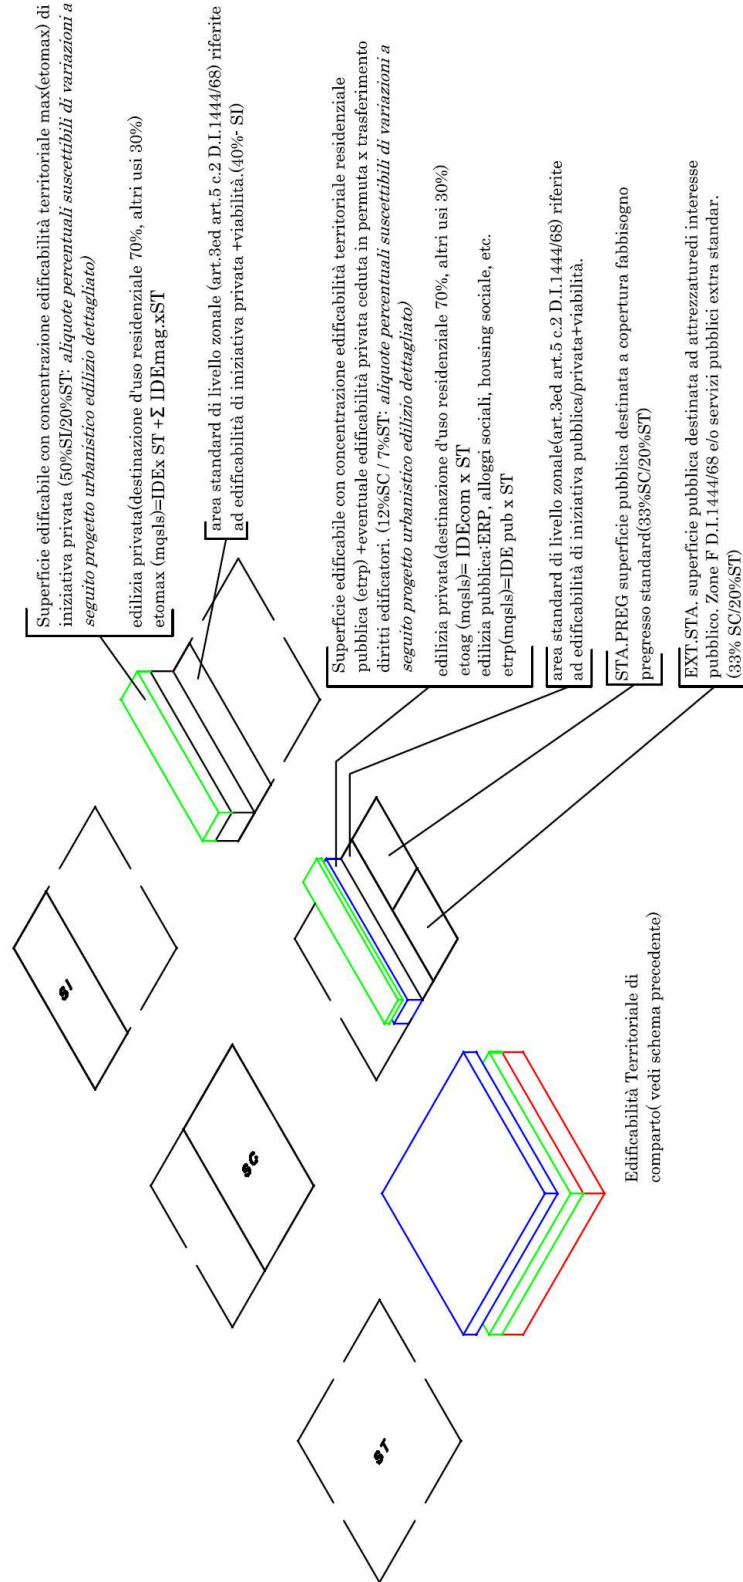 Superficie edificabile con concentrazione edificabilità territoriale max(etomax) di
iniziativa privata (50%SI/20%ST: aliquote percentuali suscettibili di variazioni a
seguito progetto urbanistico edilizio dettagliato)
edilizia privata(destinazione d'uso residenziale 70%, altri usi 30%)
etomax (mqsls)=IDEx ST +Σ IDEmag.xST
area standard di livello zonale (art.3ed art.5 c.2 D.I.1444/68) riferite
ad edificabilità di iniziativa privata +viabilità.(40%- SI)
Superficie edificabile con concentrazione edificabilità territoriale residenziale
pubblica (etrp) +eventuale edificabilità privata ceduta in permuta x trasferimento
diritti edificatori. (12%SC / 7%ST: aliquote percentuali suscettibili di variazioni a
seguito progetto urbanistico edilizio dettagliato)
edilizia privata(destinazione d'uso residenziale 70%, altri usi 30%)
etoag (mqsls)= IDEcom x ST
edilizia pubblica:ERP, alloggi sociali, housing sociale, etc.
etrp(mqsls)=IDE pub x ST
area standard di livello zonale(art.3ed art.5 c.2 D.I.1444/68) riferite
ad edificabilità di iniziativa pubblica/privata+viabilità.
STA.PREG superficie pubblica destinata a copertura fabbisogno
pregresso standard(33%SC/20%ST)
EXT.STA. superficie pubblica destinata ad attrezzaturedi interesse
pubblico. Zone F D.I.1444/68 e/o servizi pubblici extra standar.
(33% SC/20%ST)
SI
SC
ST
Edificabilità Territoriale di
comparto( vedi schema precedente)